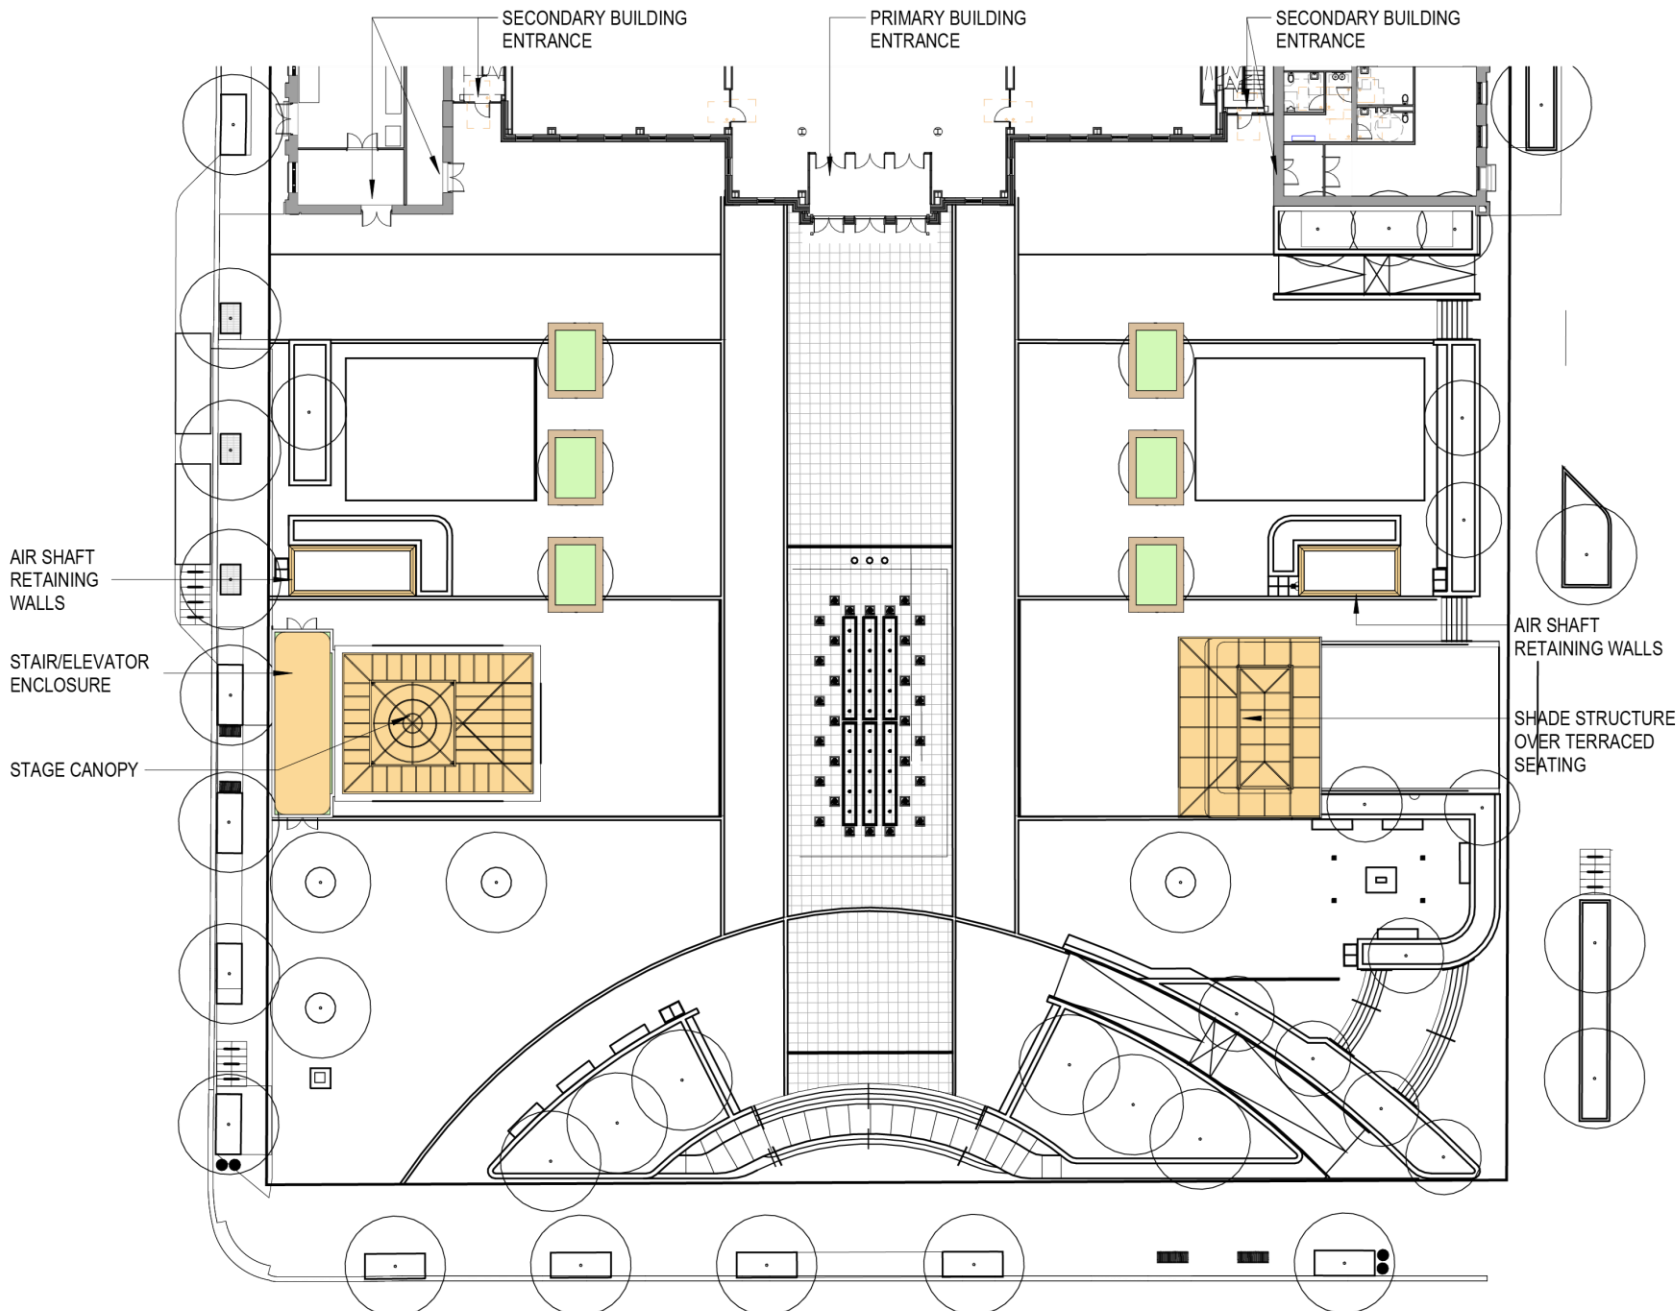 SECONDARY BUILDING
ENTRANCE
PRIMARY BUILDING
ENTRANCE
SECONDARY BUILDING
ENTRANCE
AIR SHAFT
RETAINING
WALLS
STAIR/ELEVATOR
ENCLOSURE
STAGE CANOPY
AIR SHAFT
RETAINING WALLS
SHADE STRUCTURE
OVER TERRACED
SEATING